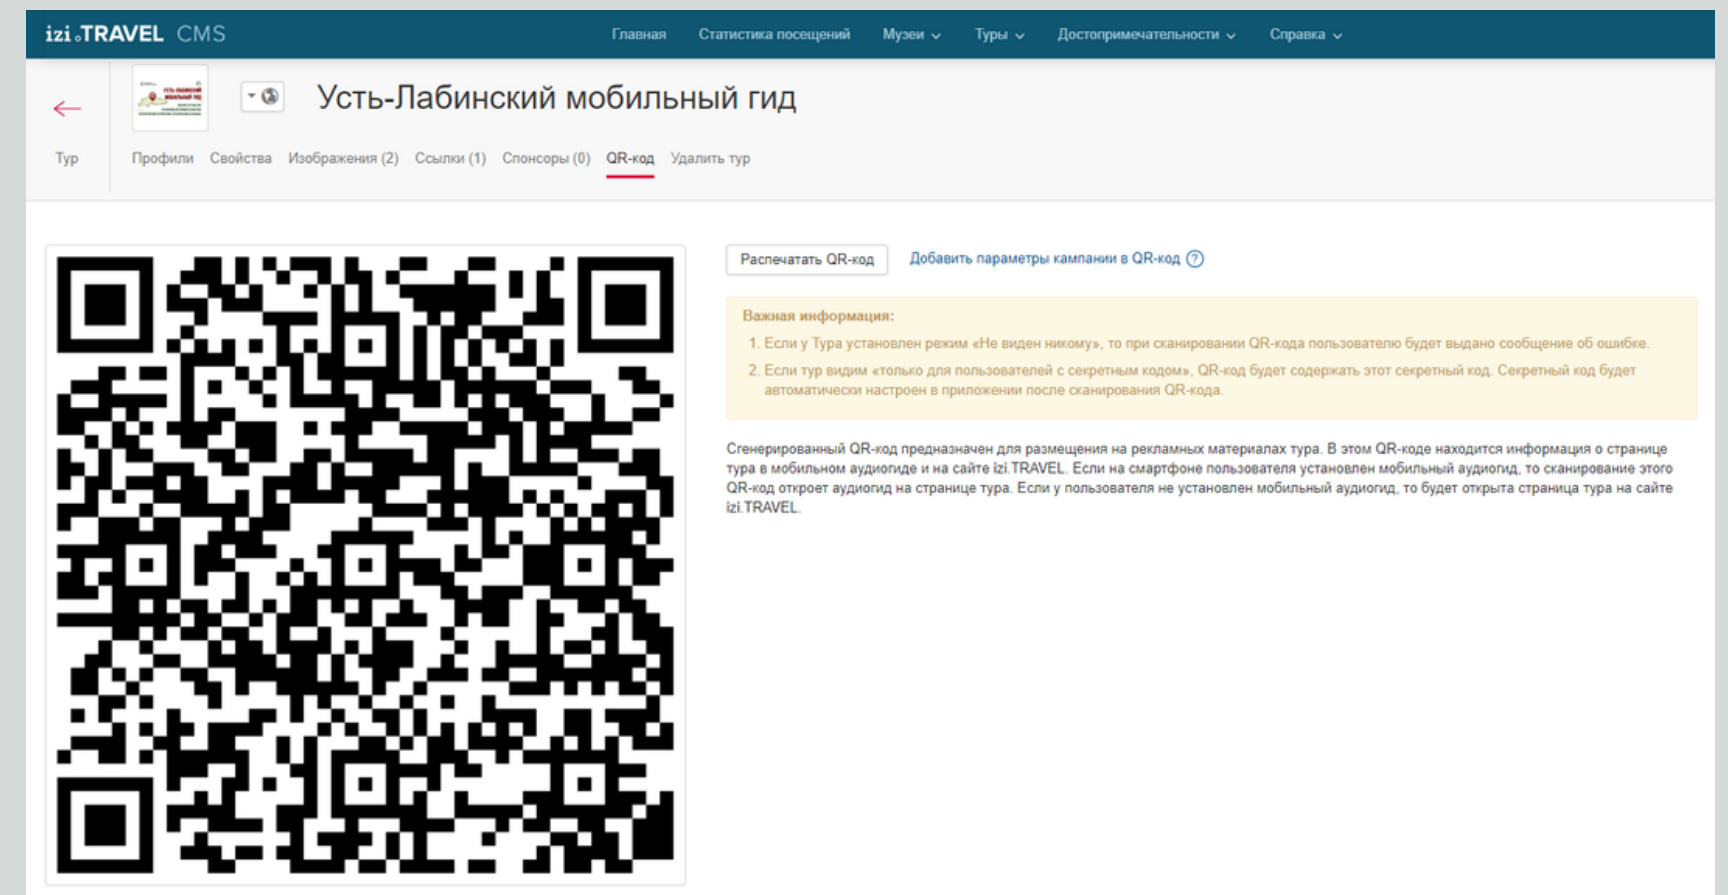 izi.TRAVEL CMS
Главная Статистика посещений Музеи Туры Достопримечательности Справка
Усть-Лабинский мобильный гид
Тур Профили Свойства Изображения (2) Ссылки (1) Спонсоры (0) QR-код Удалить тур
Распечатать QR-код Добавить параметры кампании в QR-код ?
Важная информация:
1. Если у Тура установлен режим «Не виден никому», то при сканировании QR-кода пользователю будет выдано сообщение об ошибке.
2. Если тур видим «только для пользователей с секретным кодом», QR-код будет содержать этот секретный код. Секретный код будет
автоматически настроен в приложении после сканирования QR-кода.
Сгенерированный QR-код предназначен для размещения на рекламных материалах тура. В этом QR-коде находится информация о странице
тура в мобильном аудиогиде и на сайте izi.TRAVEL. Если на смартфоне пользователя установлен мобильный аудиогид, то сканирование этого
QR-код откроет аудиогид на странице тура. Если у пользователя не установлен мобильный аудиогид, то будет открыта страница тура на сайте
izi.TRAVEL.